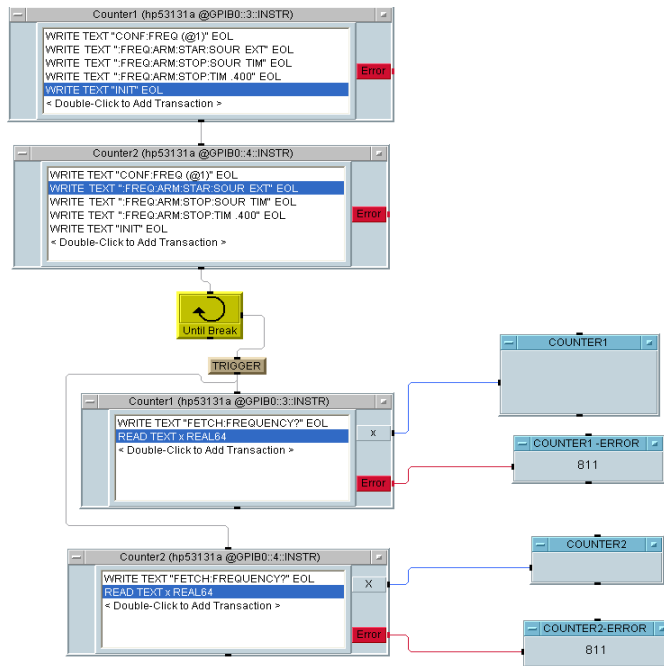 Counter1 (hp53131a @GPIB0::3::INSTR)
WRITE TEXT "CONF:FREQ (@1)" EOL
WRITE TEXT ":FREQ:ARM:STAR:SOUR EXT" EOL
WRITE TEXT ":FREQ:ARM:STOP:SOUR TIM" EOL
WRITE TEXT ":FREQ:ARM:STOP:TIM .400" EOL
WRITE TEXT "INIT" EOL
< Double-Click to Add Transaction >
Error
Counter2 (hp53131a @GPIB0::4::INSTR)
WRITE TEXT "CONF:FREQ (@1)" EOL
WRITE TEXT ":FREQ:ARM:STAR:SOUR EXT" EOL
WRITE TEXT ":FREQ:ARM:STOP:SOUR TIM" EOL
WRITE TEXT ":FREQ:ARM:STOP:TIM .400" EOL
WRITE TEXT "INIT" EOL
< Double-Click to Add Transaction >
Error
Until Break
TRIGGER
COUNTER1
Counter1 (hp53131a @GPIB0::3::INSTR)
WRITE TEXT "FETCH:FREQUENCY?" EOL
READ TEXT x REAL64
< Double-Click to Add Transaction >
x
Error
COUNTER1 -ERROR
811
Counter2 (hp53131a @GPIB0::4::INSTR)
WRITE TEXT "FETCH:FREQUENCY?" EOL
READ TEXT x REAL64
< Double-Click to Add Transaction >
X
Error
COUNTER2
COUNTER2-ERROR
811